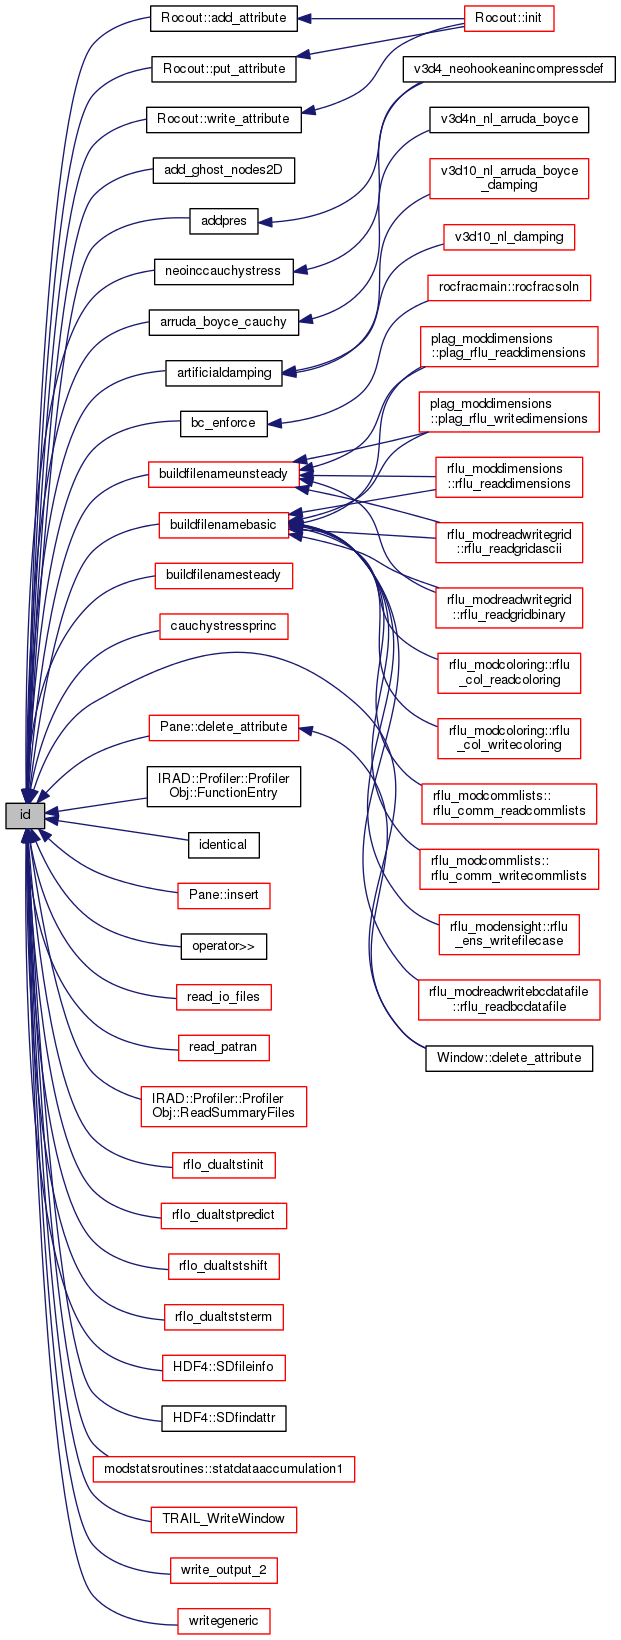 Rocout::add_attribute
Rocout::put_attribute
Rocout::write_attribute
add_ghost_nodes2D
addpres
neoinccauchystress
arruda_boyce_cauchy
artificialdamping
bc_enforce
buildfilenameunsteady
buildfilenamebasic
buildfilenamesteady
cauchystressprinc
Pane::delete_attribute
IRAD::Profiler::Profiler
Obj::FunctionEntry
id
identical
Pane::insert
operator>>
read_io_files
read_patran
IRAD::Profiler::Profiler
Obj::ReadSummaryFiles
rflo_dualtstinit
rflo_dualtstpredict
rflo_dualtstshift
rflo_dualtststerm
HDF4::SDfileinfo
HDF4::SDfindattr
modstatsroutines::statdataaccumulation1
TRAIL_WriteWindow
write_output_2
writegeneric
Rocout::init
v3d4_neohookeanincompressdef
v3d4n_nl_arruda_boyce
v3d10_nl_arruda_boyce
_damping
v3d10_nl_damping
rocfracmain::rocfracsoln
plag_moddimensions
::plag_rflu_readdimensions
plag_moddimensions
::plag_rflu_writedimensions
rflu_moddimensions
::rflu_readdimensions
rflu_modreadwritegrid
::rflu_readgridascii
rflu_modreadwritegrid
::rflu_readgridbinary
rflu_modcoloring::rflu
_col_readcoloring
rflu_modcoloring::rflu
_col_writecoloring
rflu_modcommlists::
rflu_comm_readcommlists
rflu_modcommlists::
rflu_comm_writecommlists
rflu_modensight::rflu
_ens_writefilecase
rflu_modreadwritebcdatafile
::rflu_readbcdatafile
Window::delete_attribute